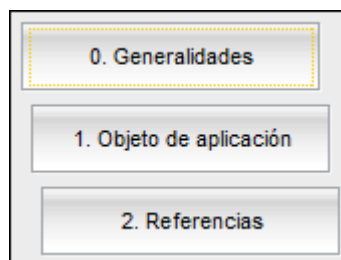 0. Generalidades
1. Objeto de aplicación
2. Referencias